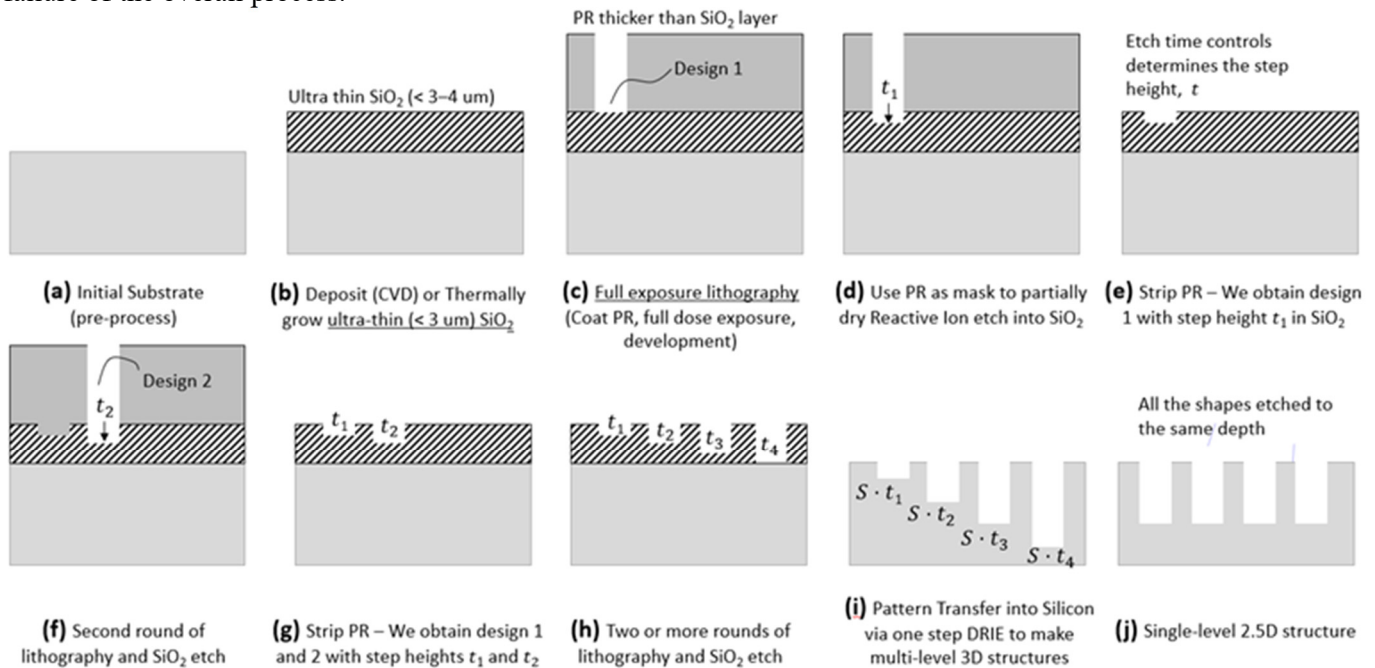 failure of the overall process.
PR thicker than SiO₂ layer
Design 1
Ultra thin SiO₂ (< 3–4 um)
t₁
Etch time controls
determines the step
height, t
(a) Initial Substrate
(pre-process)
(b) Deposit (CVD) or Thermally
grow ultra-thin (< 3 um) SiO₂
(c) Full exposure lithography
(Coat PR, full dose exposure,
development)
(d) Use PR as mask to partially
dry Reactive Ion etch into SiO₂
(e) Strip PR – We obtain design
1 with step height t₁ in SiO₂
Design 2
t₂
t₁ t₂
t₁ t₂ t₃ t₄
S · t₁
S · t₂
S · t₃
S · t₄
All the shapes etched to
the same depth
(f) Second round of
lithography and SiO₂ etch
(g) Strip PR – We obtain design 1
and 2 with step heights t₁ and t₂
(h) Two or more rounds of
lithography and SiO₂ etch
(i) Pattern Transfer into Silicon
via one step DRIE to make
multi-level 3D structures
(j) Single-level 2.5D structure